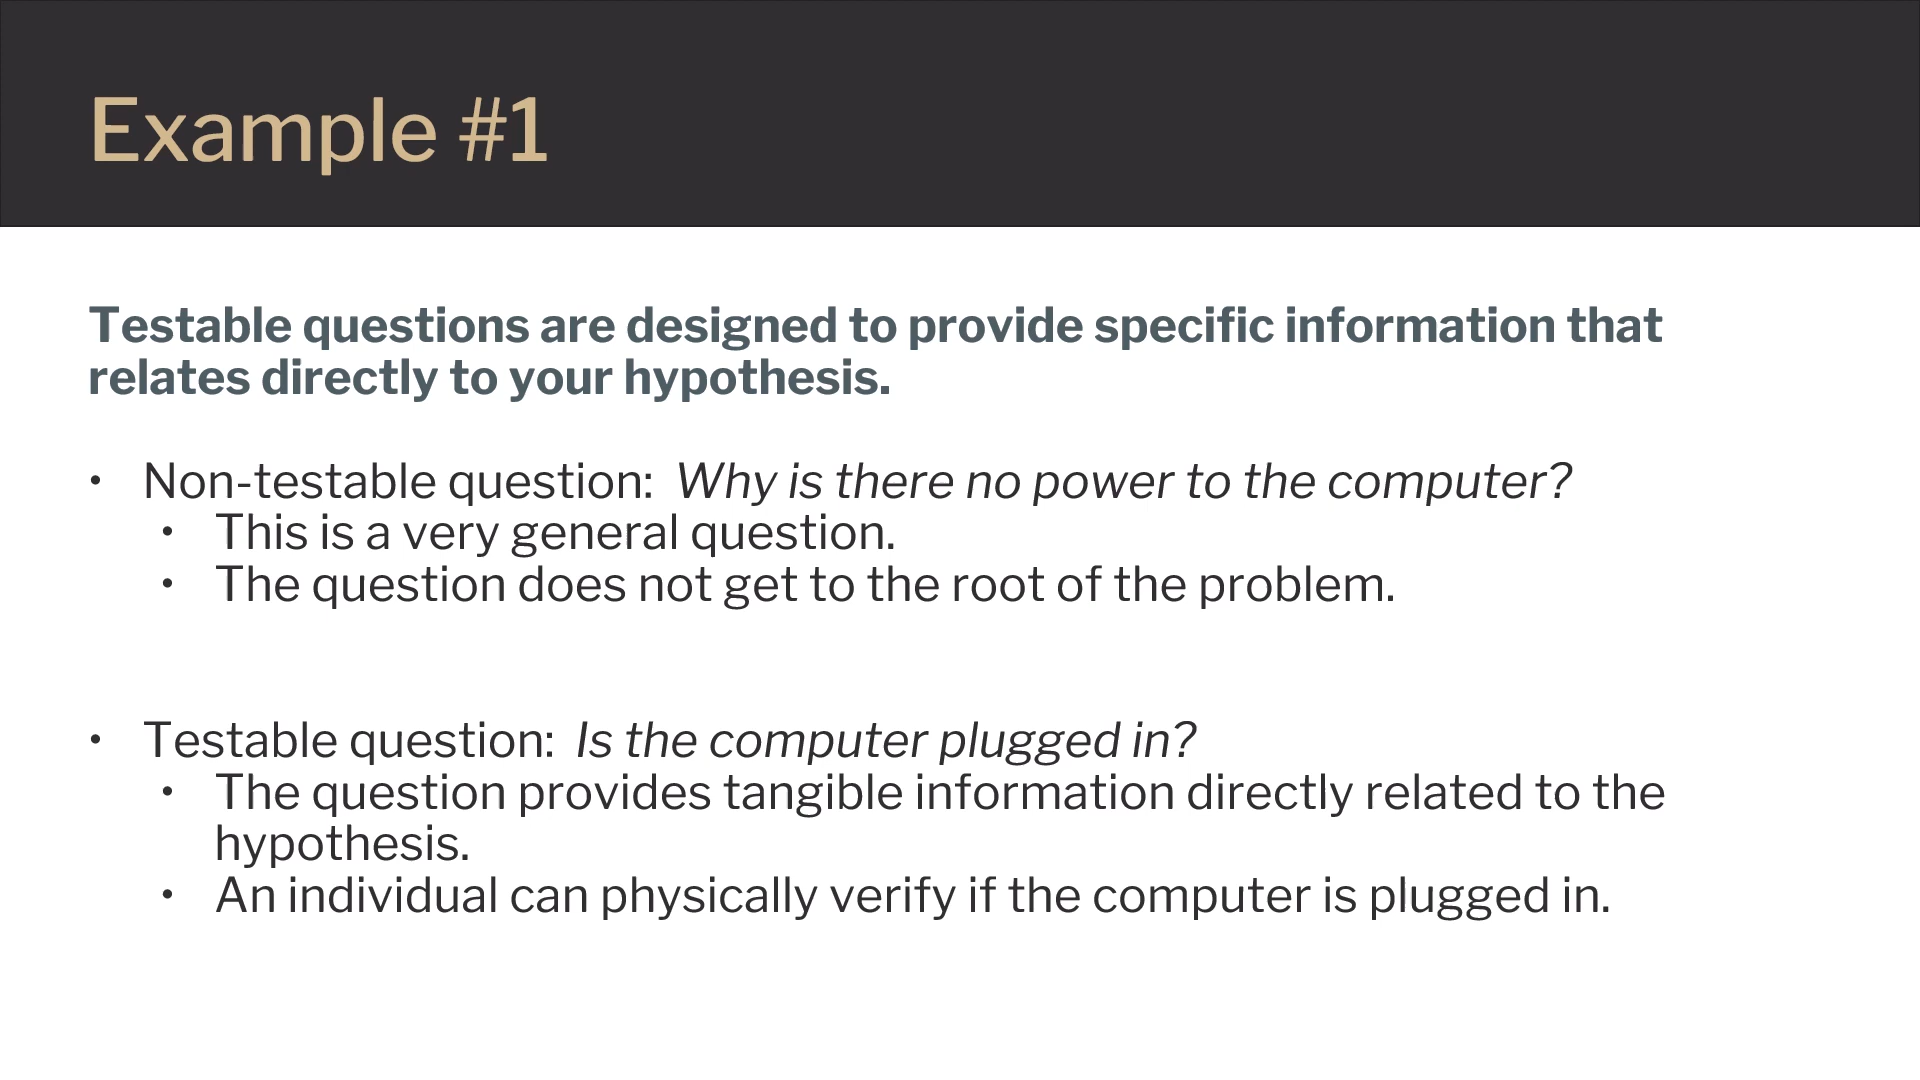 Example #1
Testable questions are designed to provide specific information that
relates directly to your hypothesis.
• Non-testable question: Why is there no power to the computer?
• This is a very general question.
• The question does not get to the root of the problem.
• Testable question: Is the computer plugged in?
• The question provides tangible information directly related to the
hypothesis.
• An individual can physically verify if the computer is plugged in.